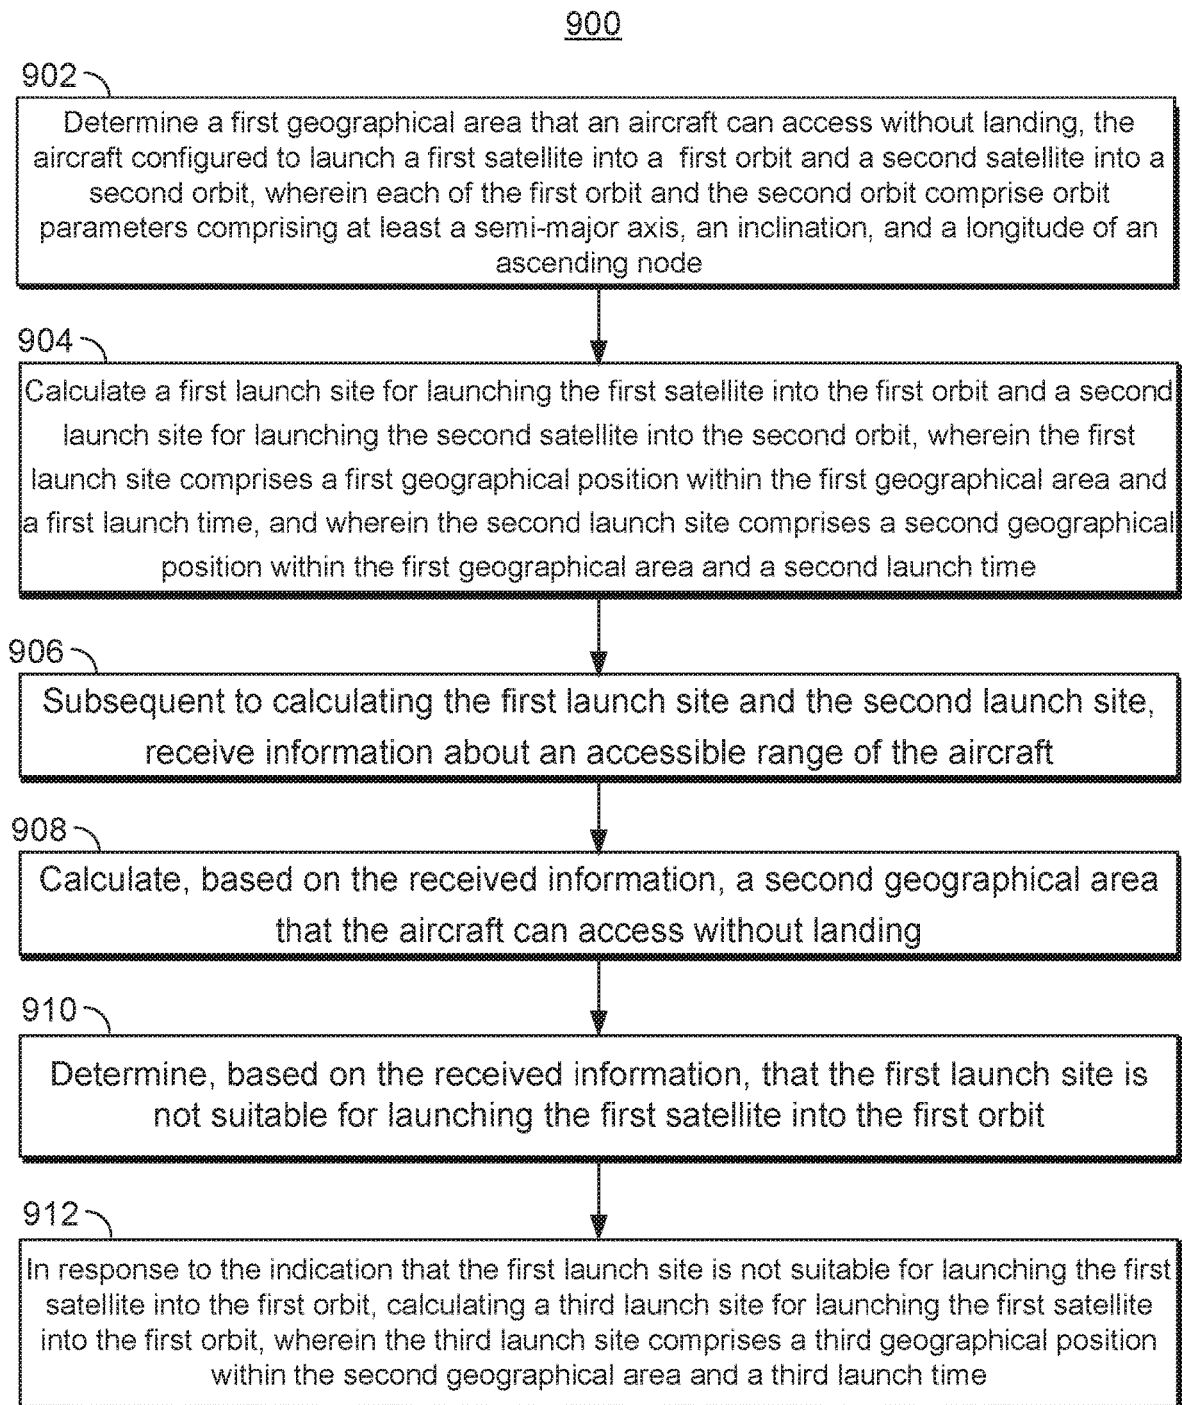 900
902
Determine a first geographical area that an aircraft can access without landing, the
aircraft configured to launch a first satellite into a first orbit and a second satellite into a
second orbit, wherein each of the first orbit and the second orbit comprise orbit
parameters comprising at least a semi-major axis, an inclination, and a longitude of an
ascending node
904
Calculate a first launch site for launching the first satellite into the first orbit and a second
launch site for launching the second satellite into the second orbit, wherein the first
launch site comprises a first geographical position within the first geographical area and
a first launch time, and wherein the second launch site comprises a second geographical
position within the first geographical area and a second launch time
906
Subsequent to calculating the first launch site and the second launch site,
receive information about an accessible range of the aircraft
908
Calculate, based on the received information, a second geographical area
that the aircraft can access without landing
910
Determine, based on the received information, that the first launch site is
not suitable for launching the first satellite into the first orbit
912
In response to the indication that the first launch site is not suitable for launching the first
satellite into the first orbit, calculating a third launch site for launching the first satellite
into the first orbit, wherein the third launch site comprises a third geographical position
within the second geographical area and a third launch time